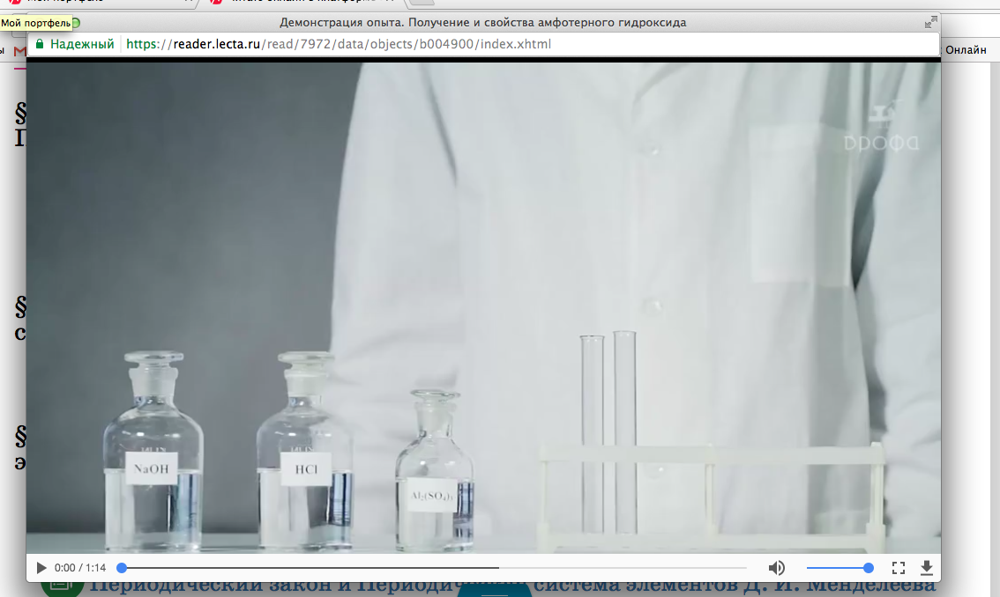 Мой портфель
Демонстрация опыта. Получение и свойства амфотерного гидроксида
Надежный
https://reader.lecta.ru/read/7972/data/objects/b004900/index.xhtml
Онлайн
дрофа
§
§
§
NaOH
HCl
Al₂(SO₄)₃
0:00 / 1:14
Периодический закон и Периодическая система элементов Д. И. Менделеева